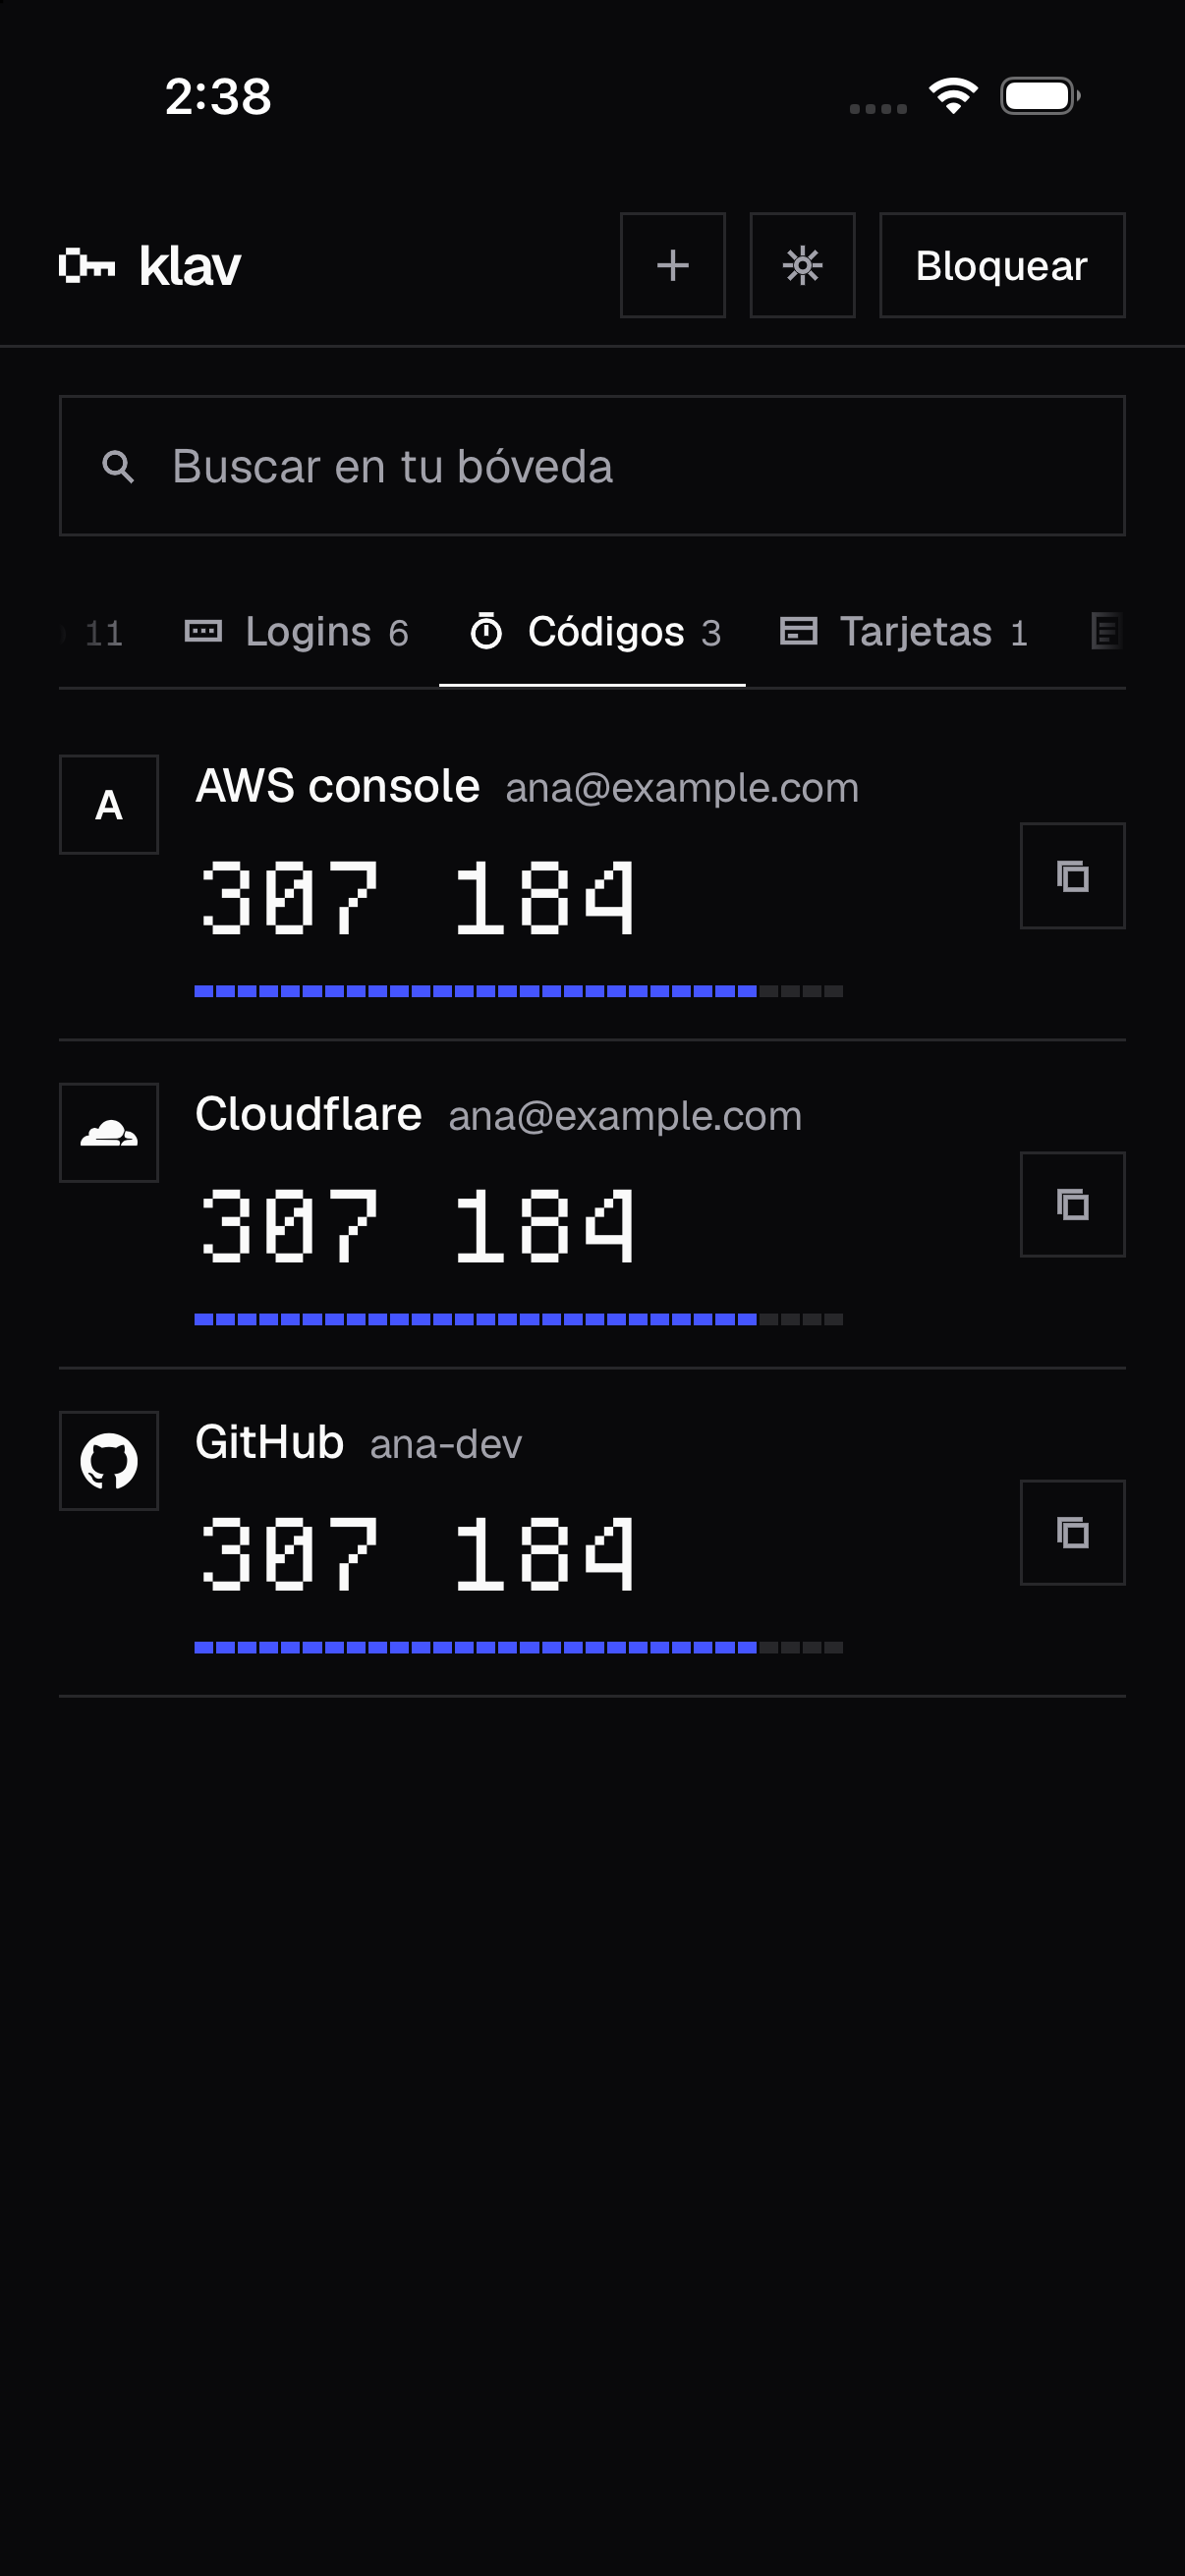 2:38
klav
Bloquear
Buscar en tu bóveda
11 Logins 6 Códigos 3 Tarjetas 1
A
AWS console ana@example.com
307 184
Cloudflare ana@example.com
307 184
GitHub ana-dev
307 184